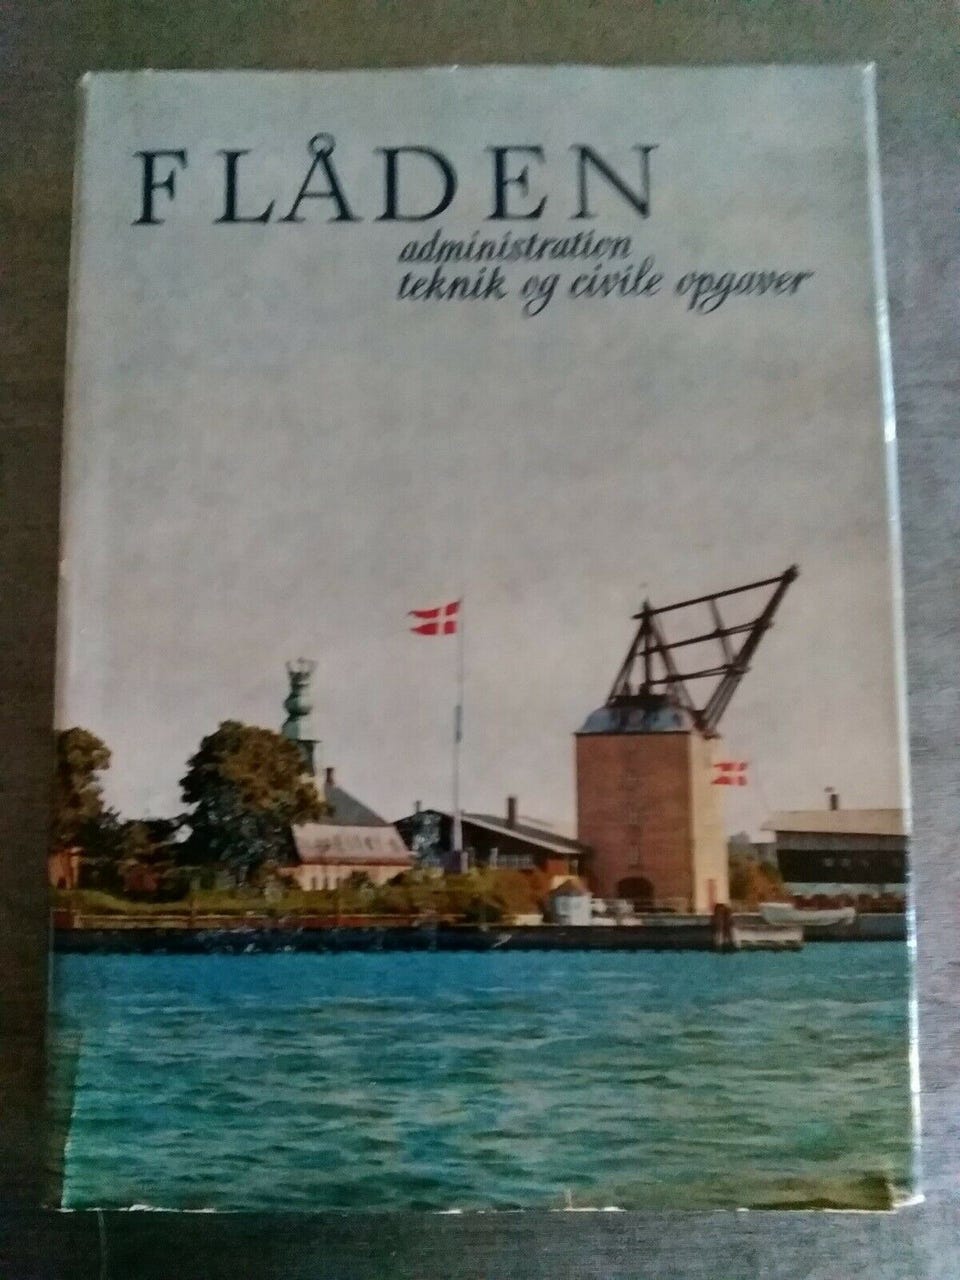 FLÅDEN
administration
teknik og civile opgaver